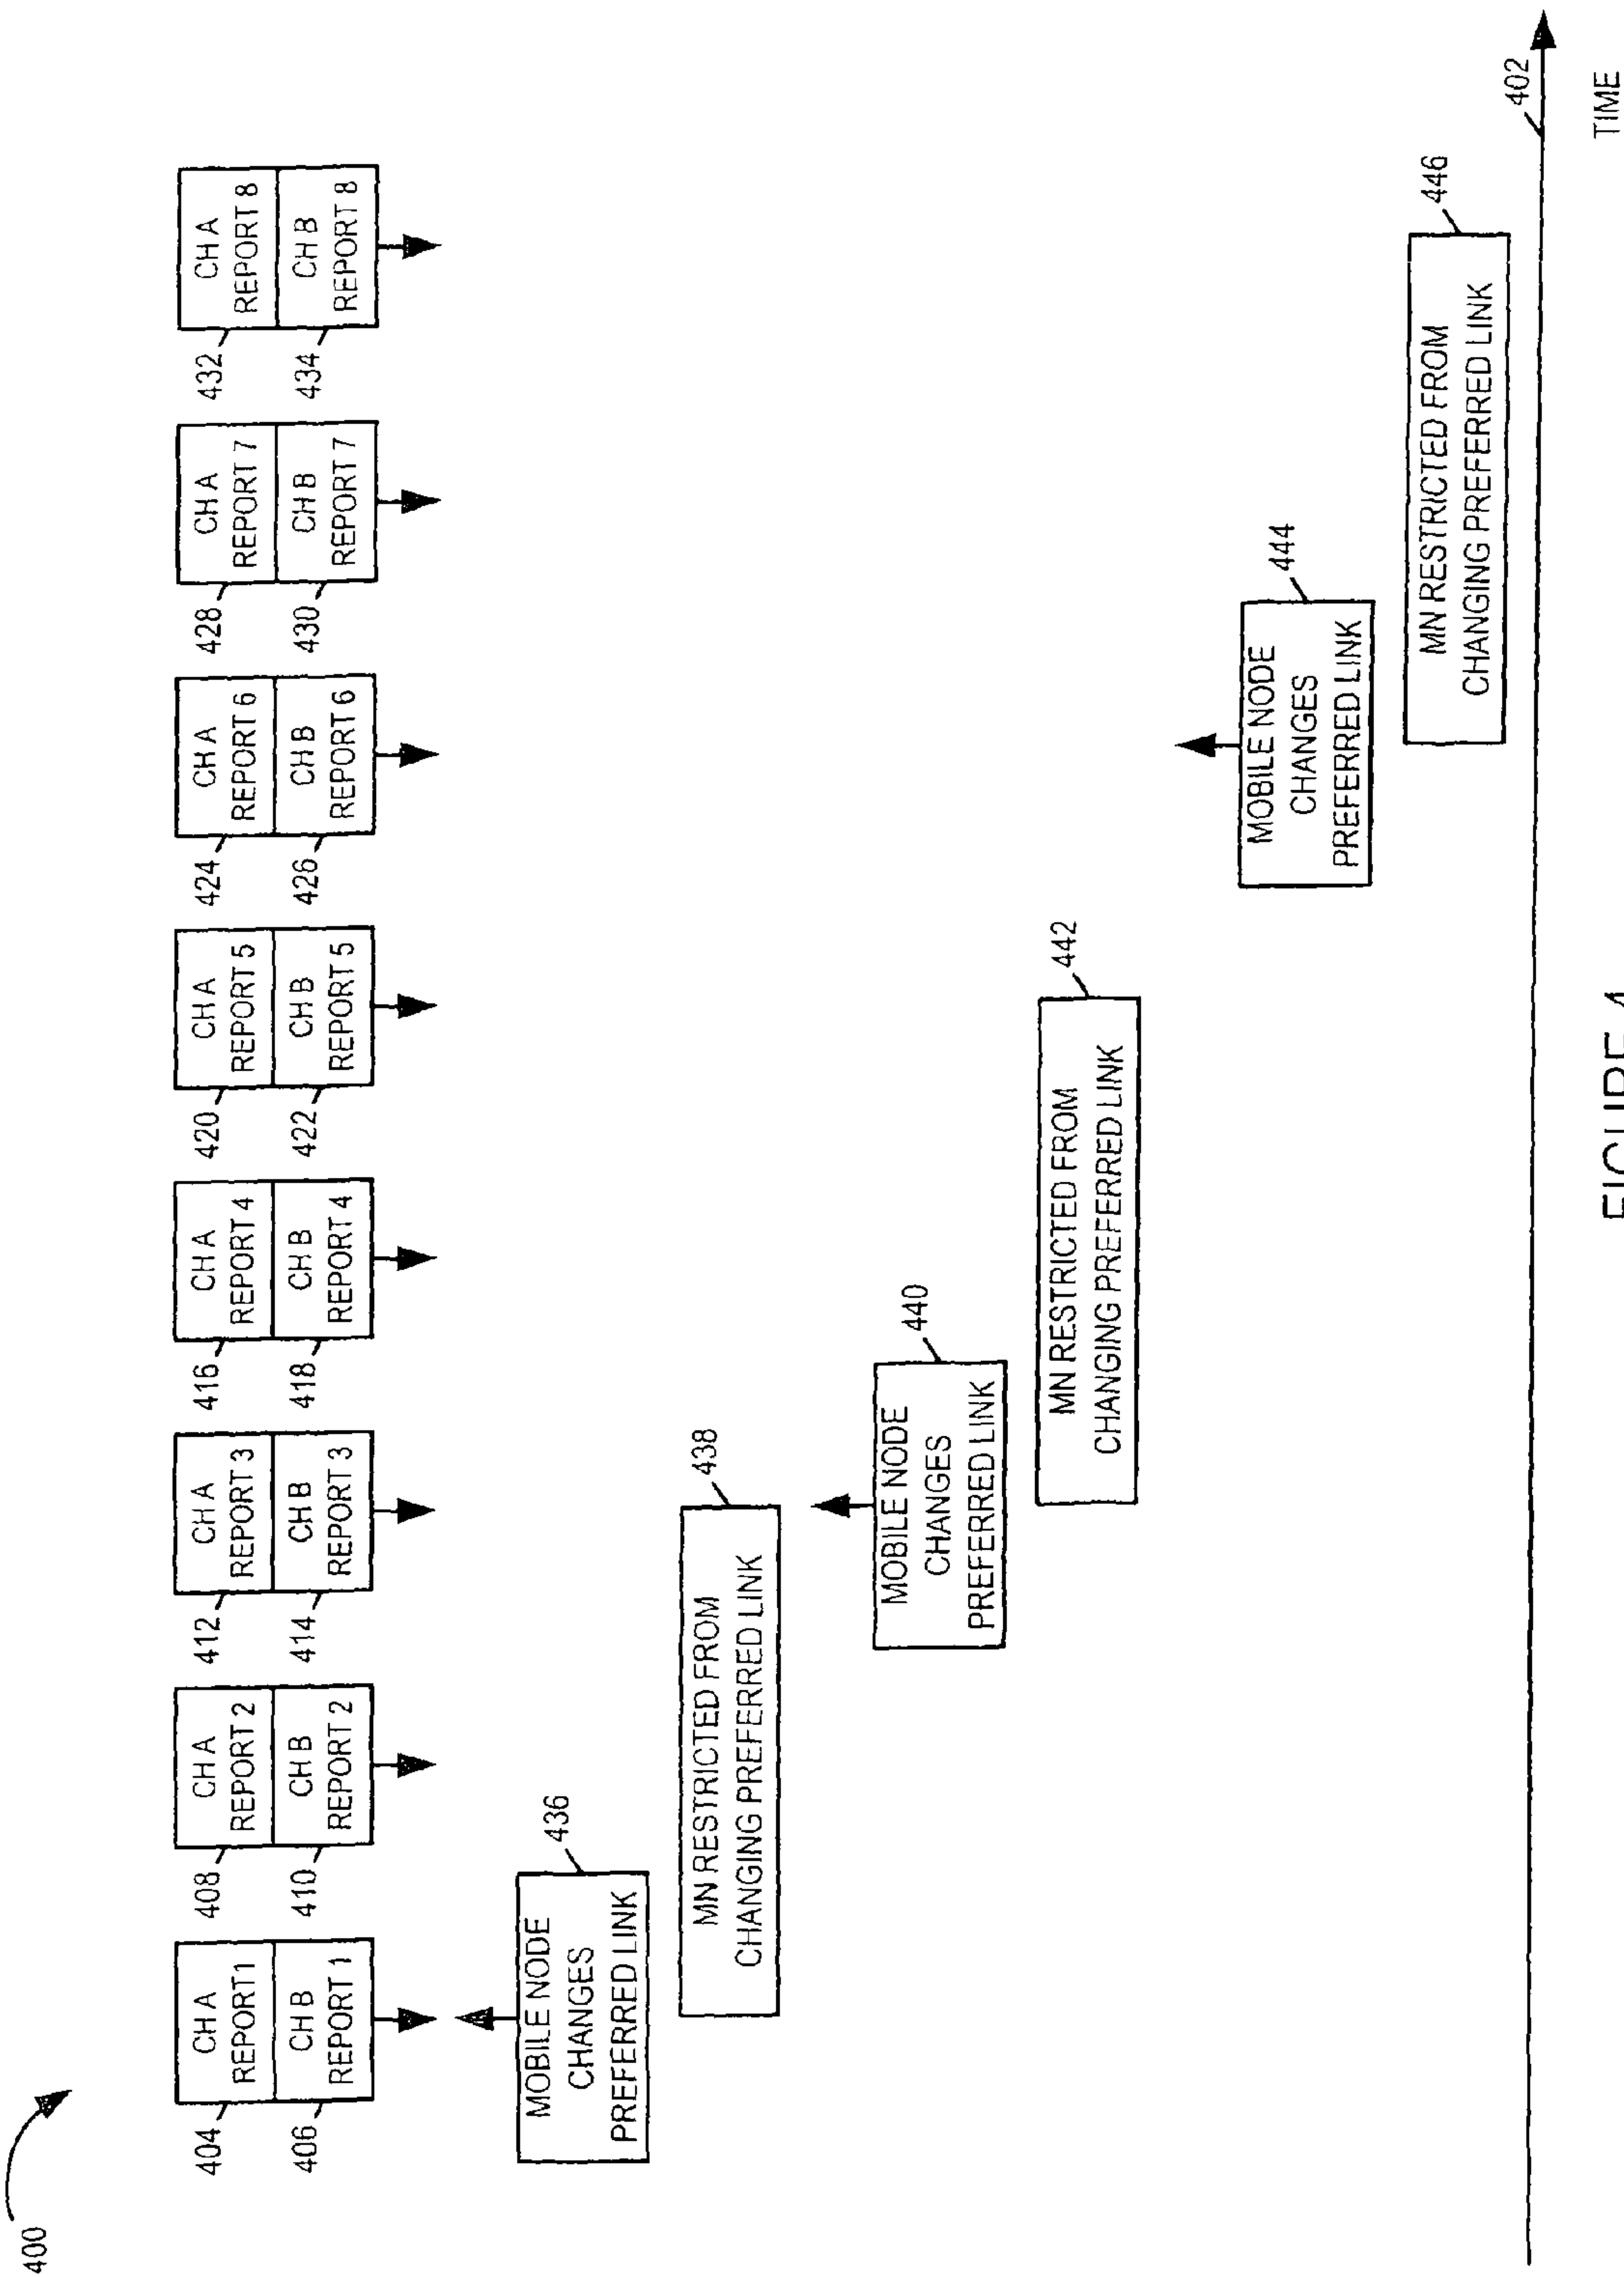 400
CH A
REPORT 1
CH B
REPORT 1
404
406
CH A
REPORT 2
CH B
REPORT 2
408
410
CH A
REPORT 3
CH B
REPORT 3
412
414
CH A
REPORT 4
CH B
REPORT 4
416
418
CH A
REPORT 5
CH B
REPORT 5
420
422
CH A
REPORT 6
CH B
REPORT 6
424
426
CH A
REPORT 7
CH B
REPORT 7
428
430
CH A
REPORT 8
CH B
REPORT 8
432
434
MOBILE NODE
CHANGES
PREFERRED LINK
436
MN RESTRICTED FROM
CHANGING PREFERRED LINK
438
MOBILE NODE
CHANGES
PREFERRED LINK
440
MN RESTRICTED FROM
CHANGING PREFERRED LINK
442
MOBILE NODE
CHANGES
PREFERRED LINK
444
MN RESTRICTED FROM
CHANGING PREFERRED LINK
446
402
TIME
FIGURE 4